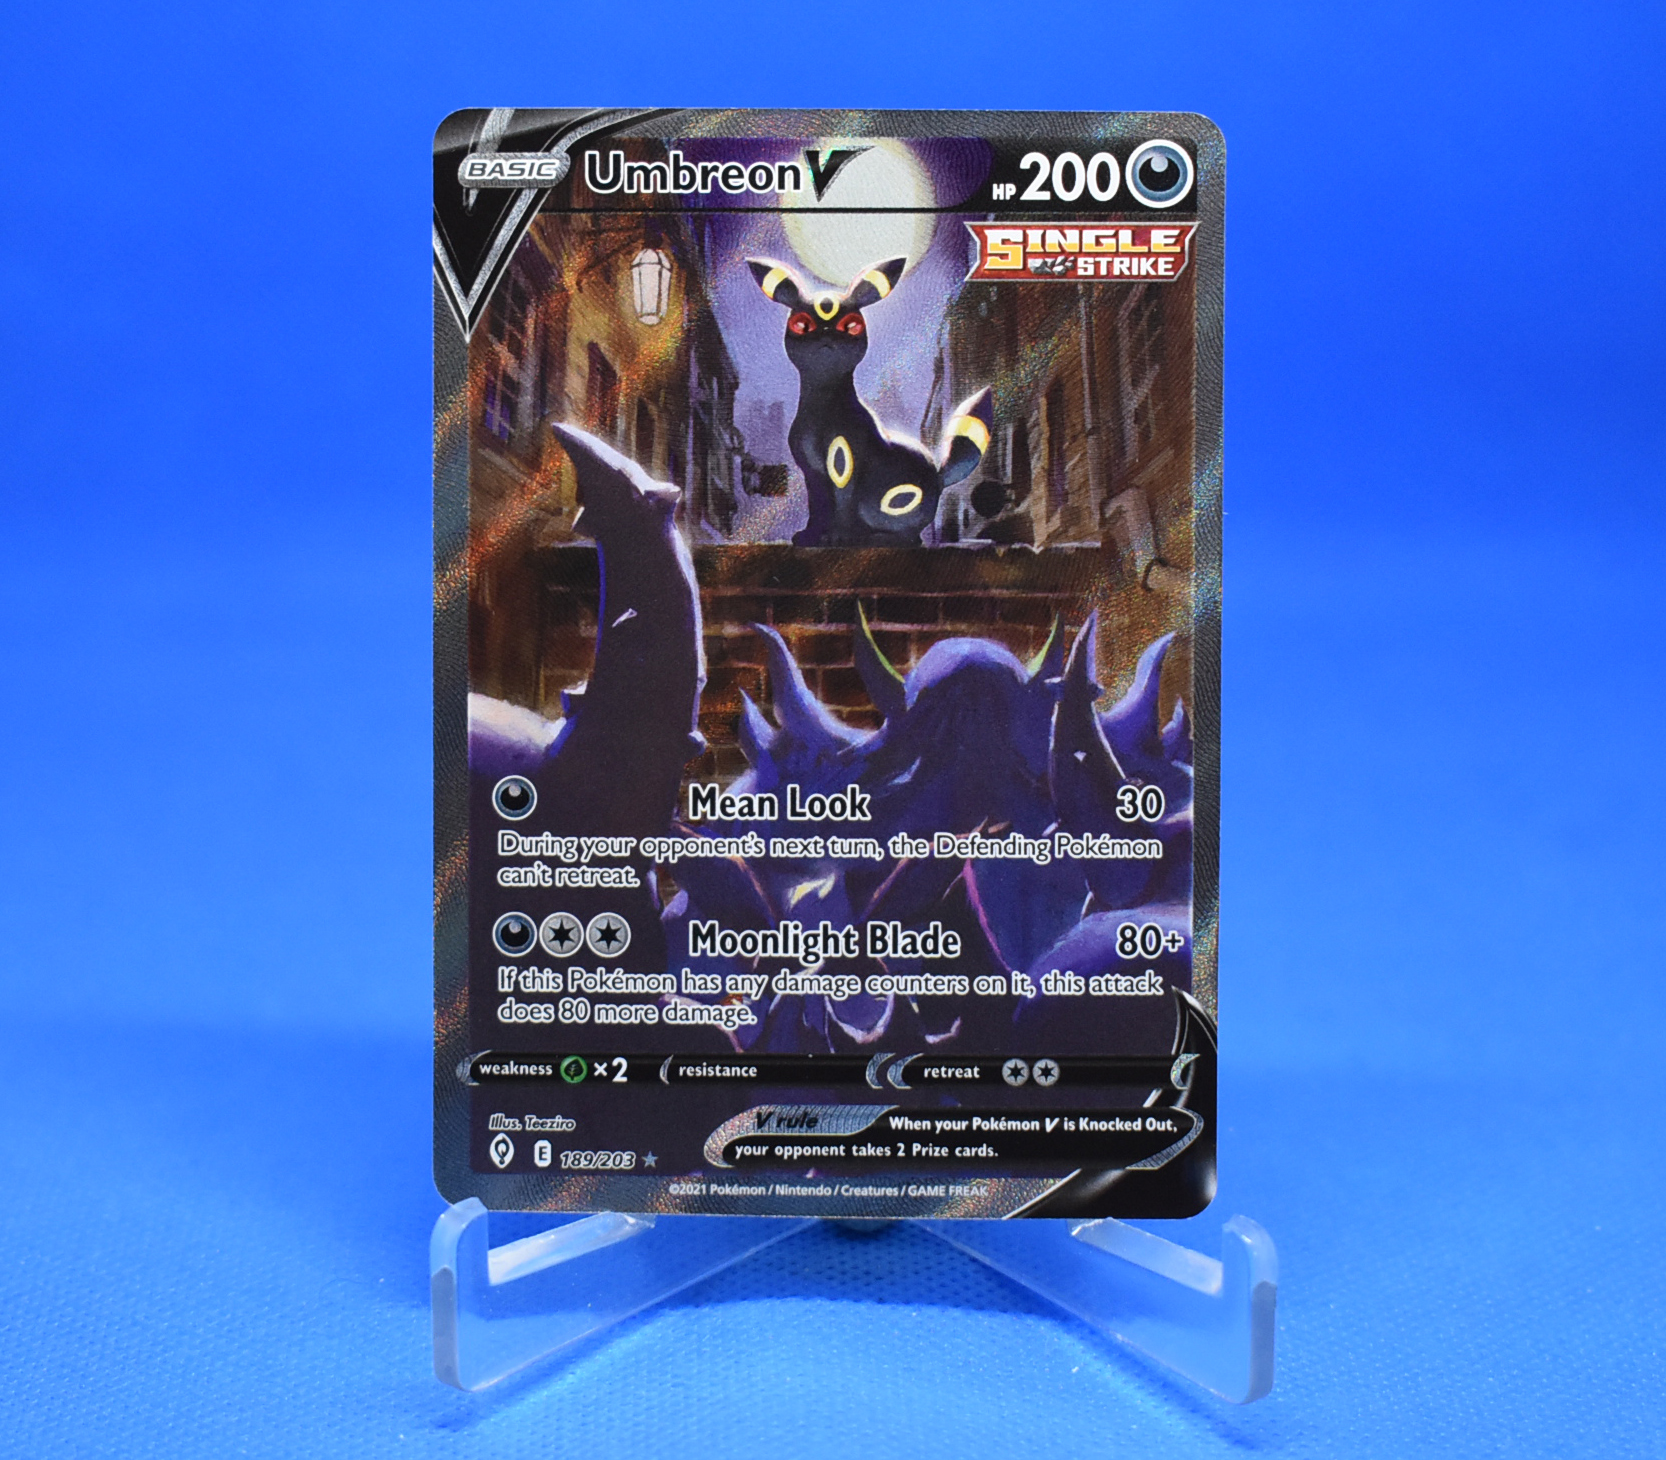 BASIC Umbreon V HP 200
SINGLE
STRIKE
Mean Look 30
During your opponent's next turn, the Defending Pokémon
can't retreat.
Moonlight Blade 80+
If this Pokémon has any damage counters on it, this attack
does 80 more damage.
weakness ×2 resistance retreat
Illus. Teeziro
V rule When your Pokémon V is Knocked Out,
your opponent takes 2 Prize cards.
E 189/203
©2021 Pokémon / Nintendo / Creatures / GAME FREAK